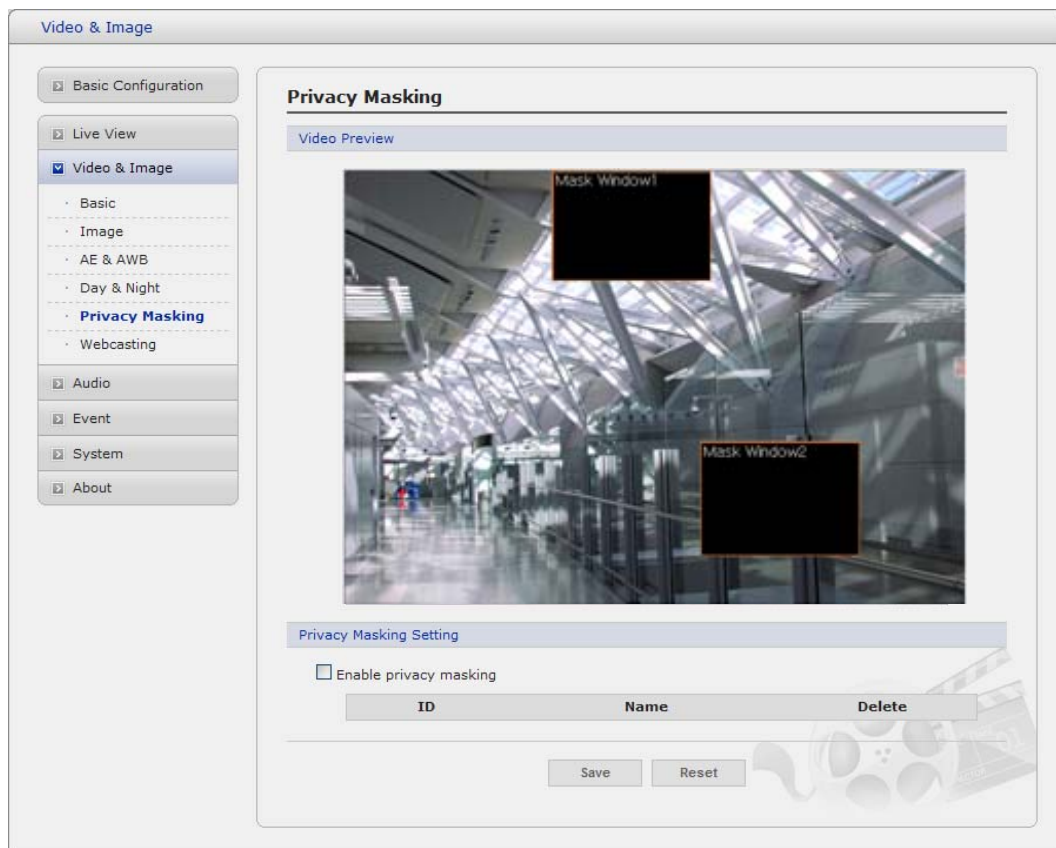 Video & Image
Basic Configuration
Live View
Video & Image
Basic
Image
AE & AWB
Day & Night
Privacy Masking
Webcasting
Audio
Event
System
About
Privacy Masking
Video Preview
Mask Window1
Mask Window2
Privacy Masking Setting
Enable privacy masking
ID Name Delete
Save Reset